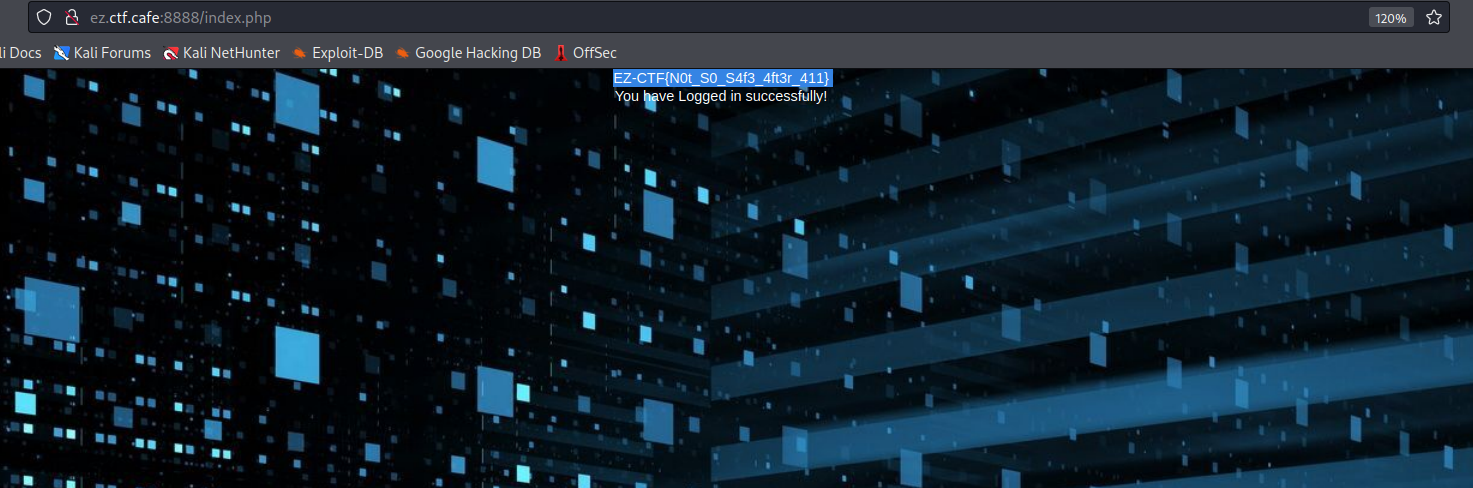 ez.ctf.cafe:8888/index.php
120%
li Docs Kali Forums Kali NetHunter Exploit-DB Google Hacking DB OffSec
EZ-CTF{N0t_S0_S4f3_4ft3r_411}
You have Logged in successfully!